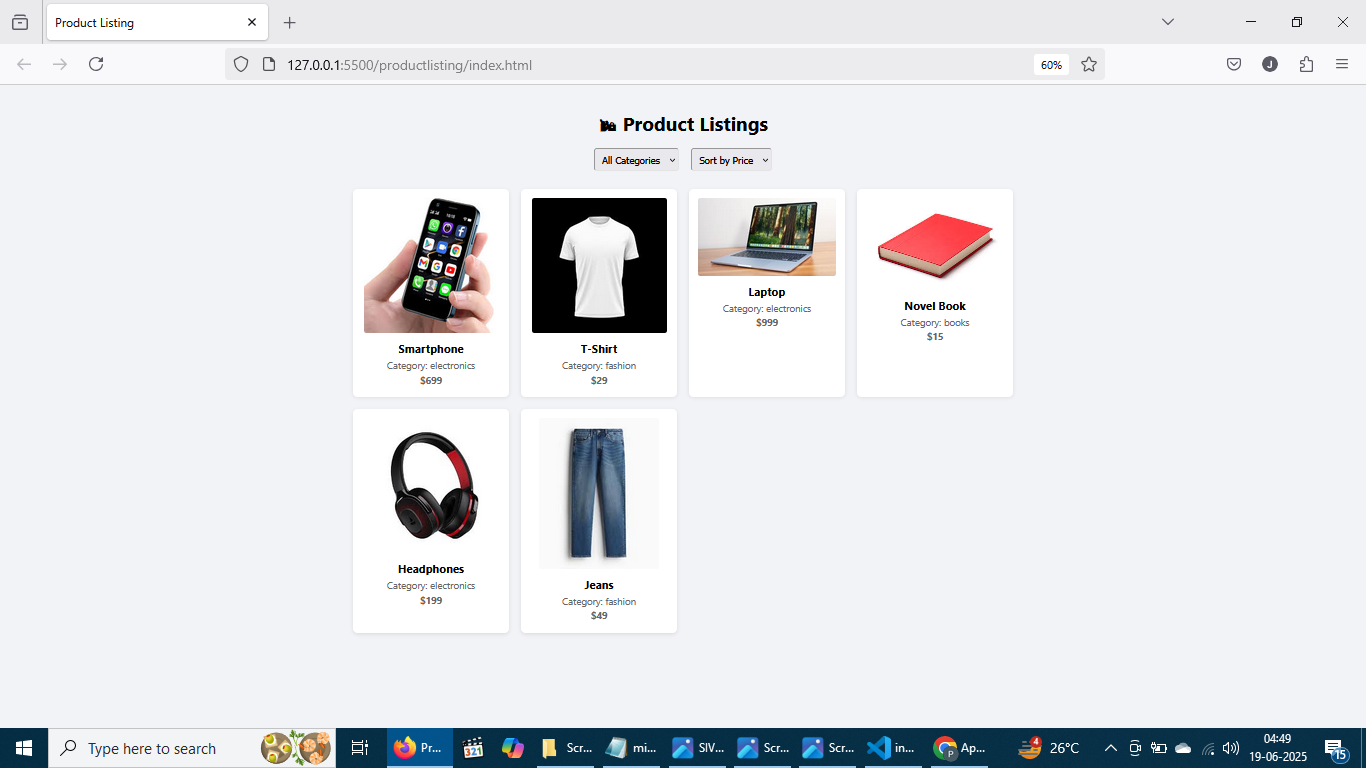 Product Listing
127.0.0.1:5500/productlisting/index.html
60%
J
Product Listings
All Categories
Sort by Price
Smartphone
Category: electronics
$699
T-Shirt
Category: fashion
$29
Laptop
Category: electronics
$999
Novel Book
Category: books
$15
Headphones
Category: electronics
$199
Jeans
Category: fashion
$49
Type here to search
Pr...
321
Scr...
mi...
SIV...
Scr...
Scr...
in...
P
Ap...
4
26°C
04:49
19-06-2025
15